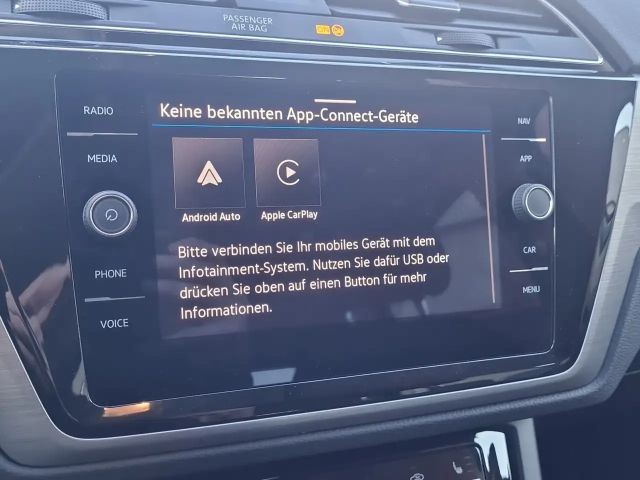 PASSENGER
AIR BAG
RADIO
MEDIA
PHONE
VOICE
Keine bekannten App-Connect-Geräte
Android Auto
Apple CarPlay
Bitte verbinden Sie Ihr mobiles Gerät mit dem
Infotainment-System. Nutzen Sie dafür USB oder
drücken Sie oben auf einen Button für mehr
Informationen.
NAV
APP
CAR
MENU